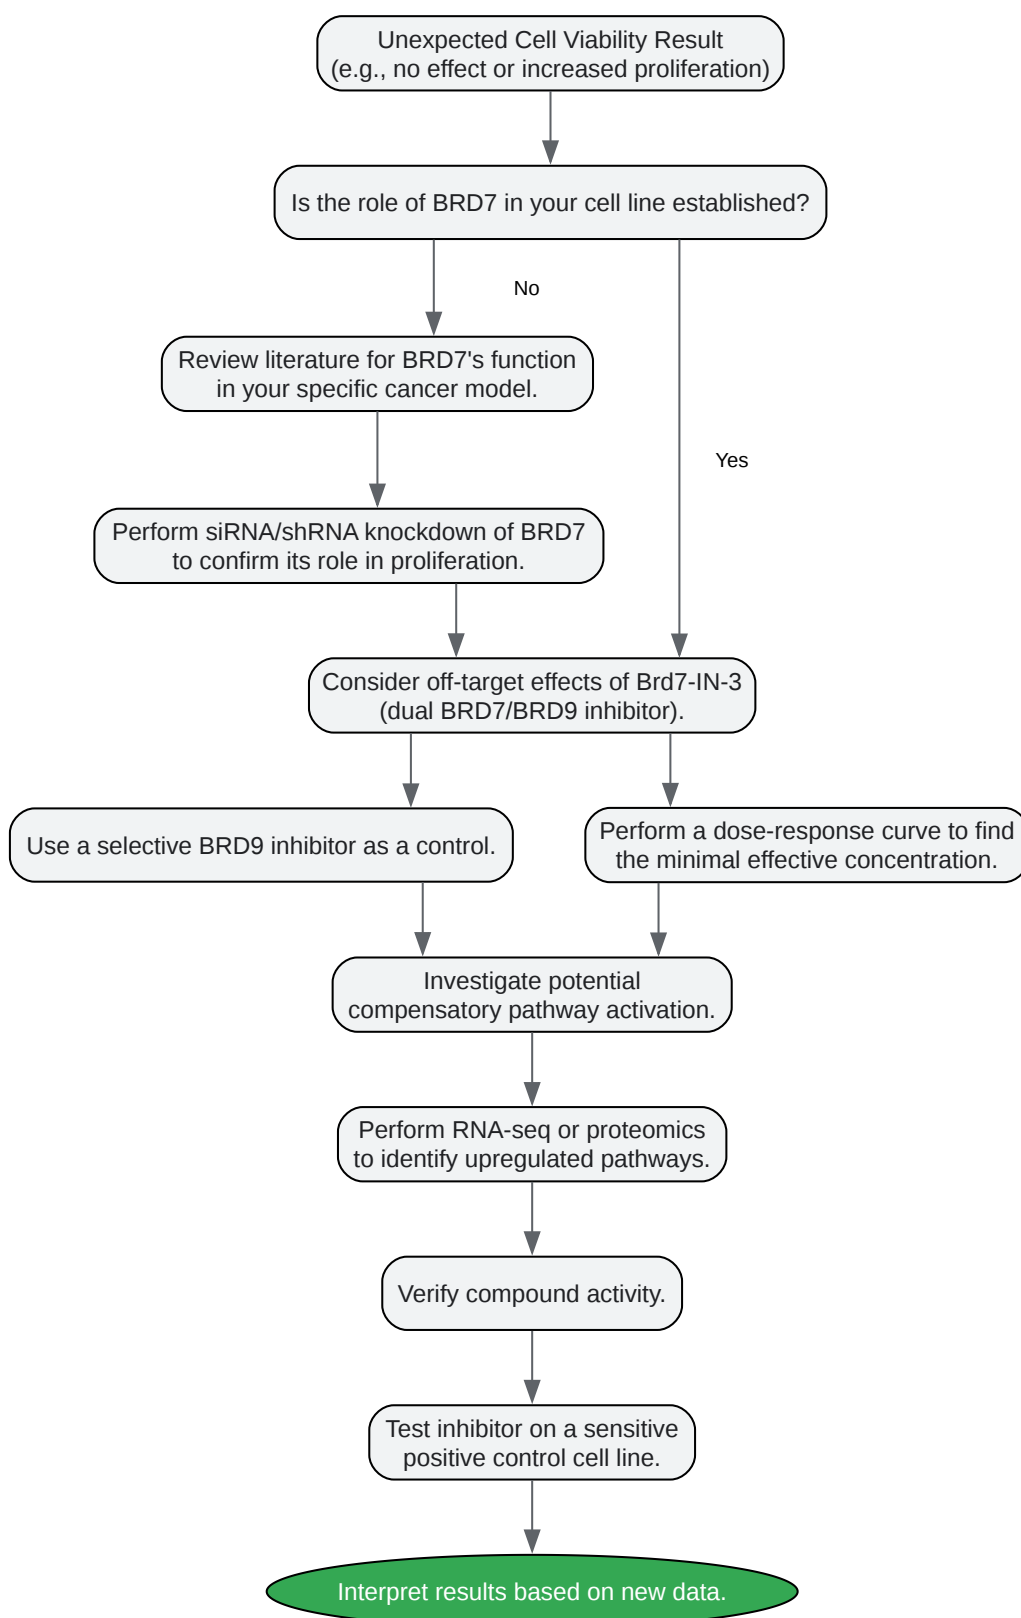 Unexpected Cell Viability Result
(e.g., no effect or increased proliferation)
Is the role of BRD7 in your cell line established?
No
Review literature for BRD7's function
in your specific cancer model.
Yes
Perform siRNA/shRNA knockdown of BRD7
to confirm its role in proliferation.
Consider off-target effects of Brd7-IN-3
(dual BRD7/BRD9 inhibitor).
Use a selective BRD9 inhibitor as a control.
Perform a dose-response curve to find
the minimal effective concentration.
Investigate potential
compensatory pathway activation.
Perform RNA-seq or proteomics
to identify upregulated pathways.
Verify compound activity.
Test inhibitor on a sensitive
positive control cell line.
Interpret results based on new data.